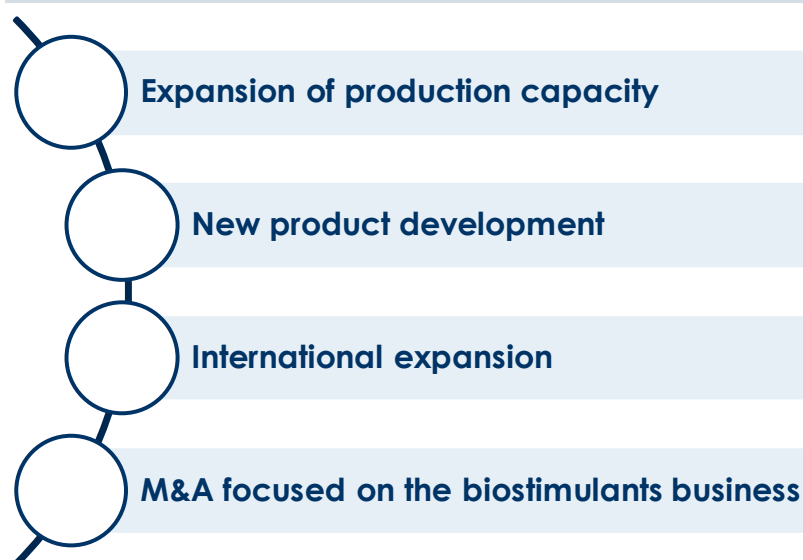 Expansion of production capacity
New product development
International expansion
M&A focused on the biostimulants business